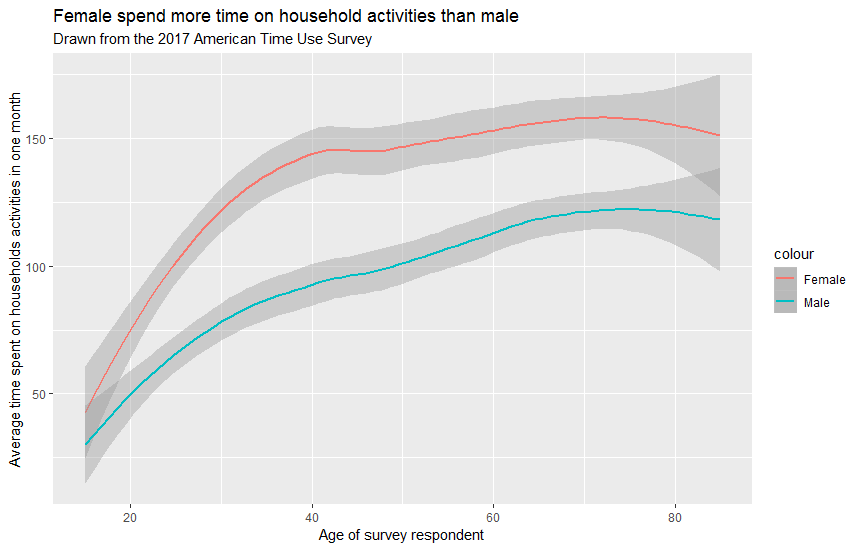 Female spend more time on household activities than male
Drawn from the 2017 American Time Use Survey
Average time spent on households activities in one month
150
100
50
20
40
60
80
Age of survey respondent
colour
Female
Male